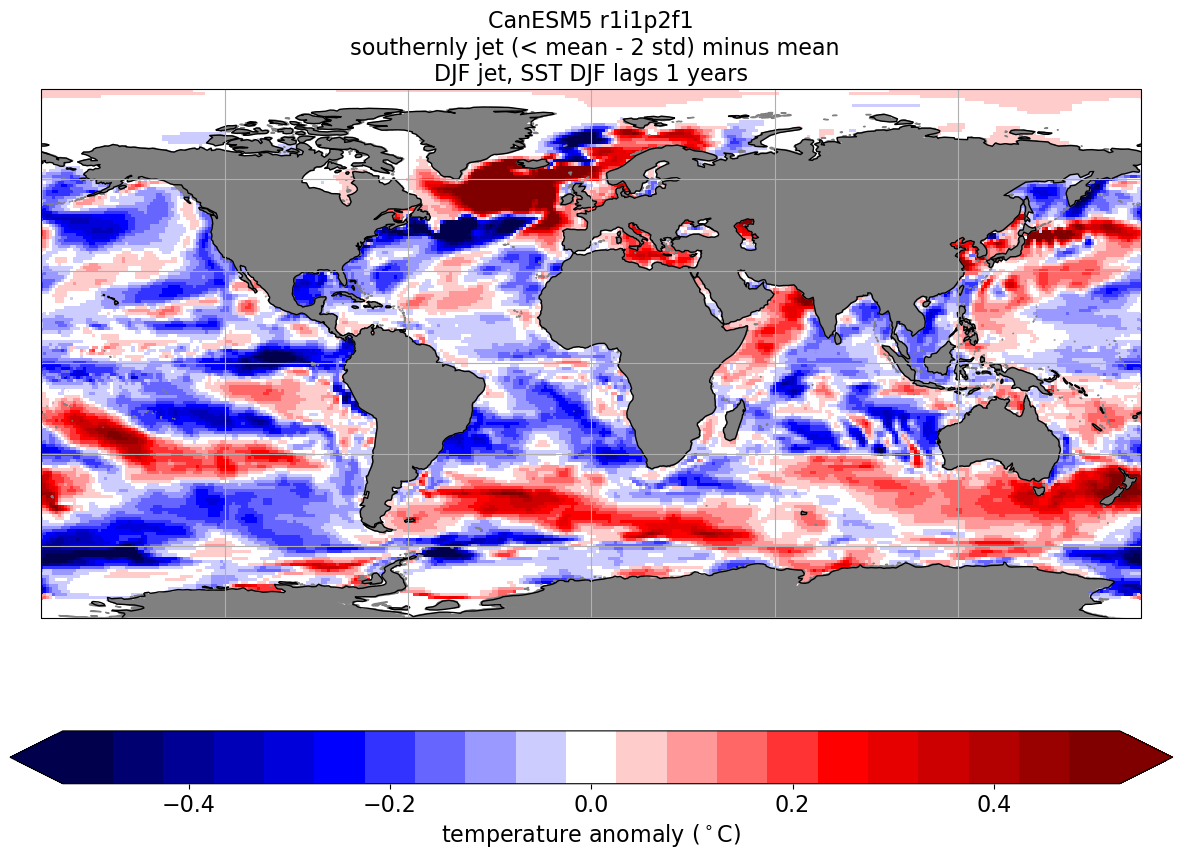 CanESM5 r1i1p2f1
southernly jet (< mean - 2 std) minus mean
DJF jet, SST DJF lags 1 years
−0.4 −0.2 0.0 0.2 0.4
temperature anomaly (°C)